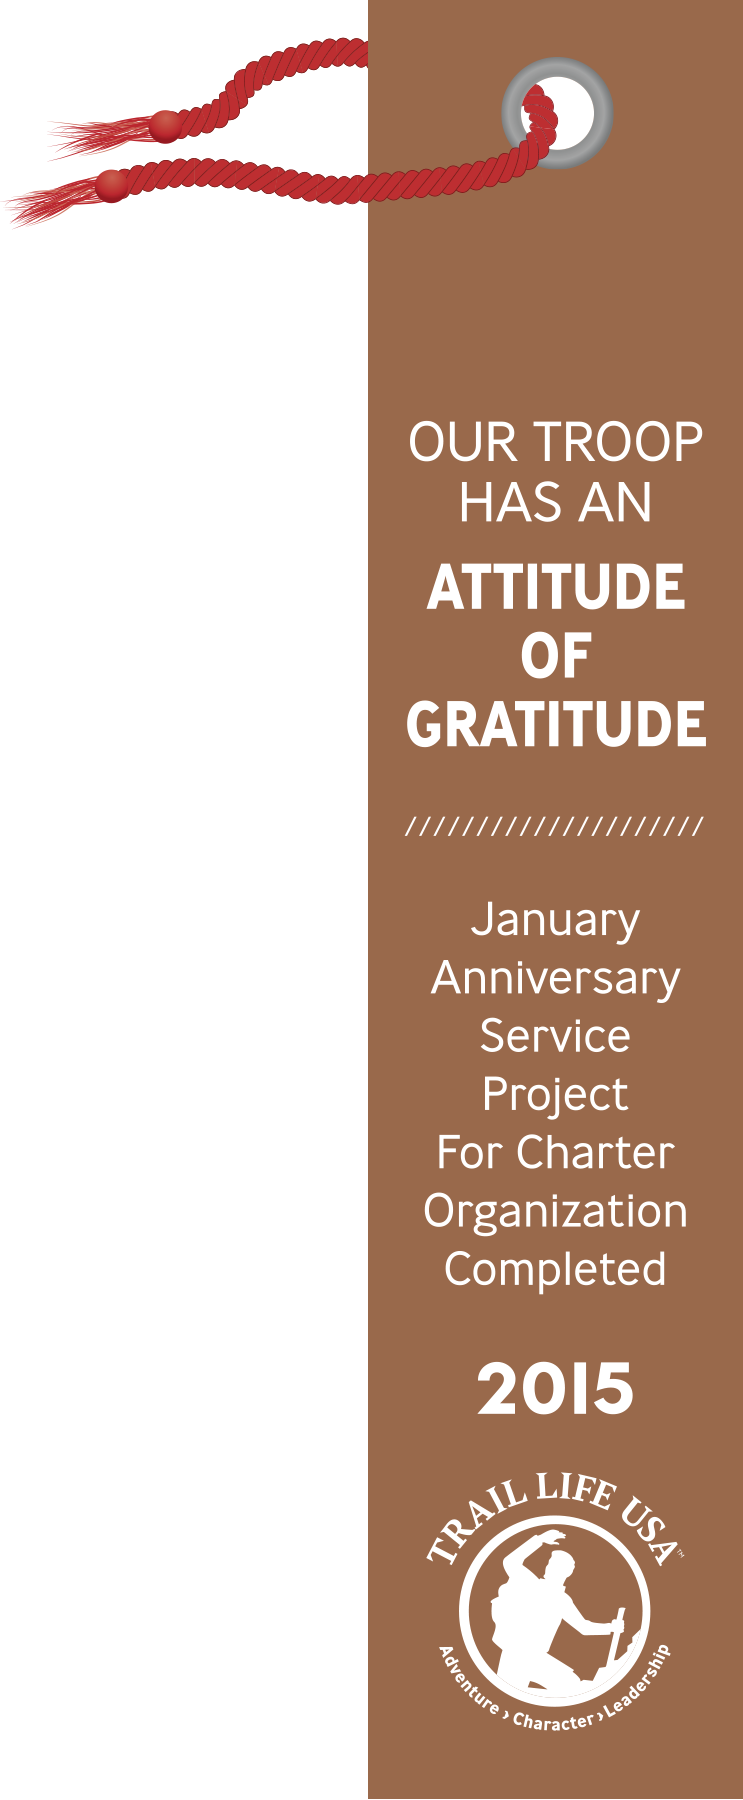 OUR TROOP
HAS AN
ATTITUDE
OF
GRATITUDE
/////////////////////
January
Anniversary
Service
Project
For Charter
Organization
Completed
2015
TRAIL LIFE USA™
Adventure › Character › Leadership